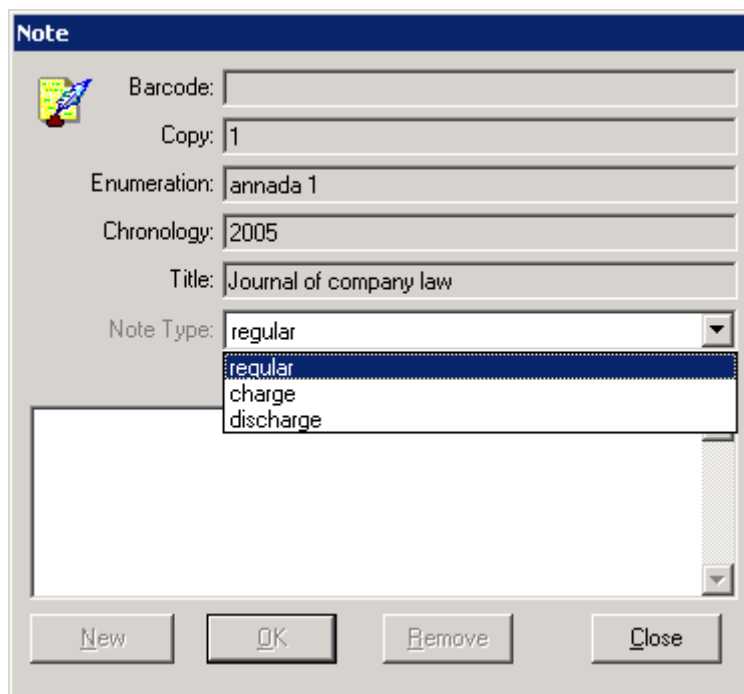 Note
Barcode:
Copy: 1
Enumeration: annada 1
Chronology: 2005
Title: Journal of company law
Note Type: regular
regular
charge
discharge
New OK Remove Close